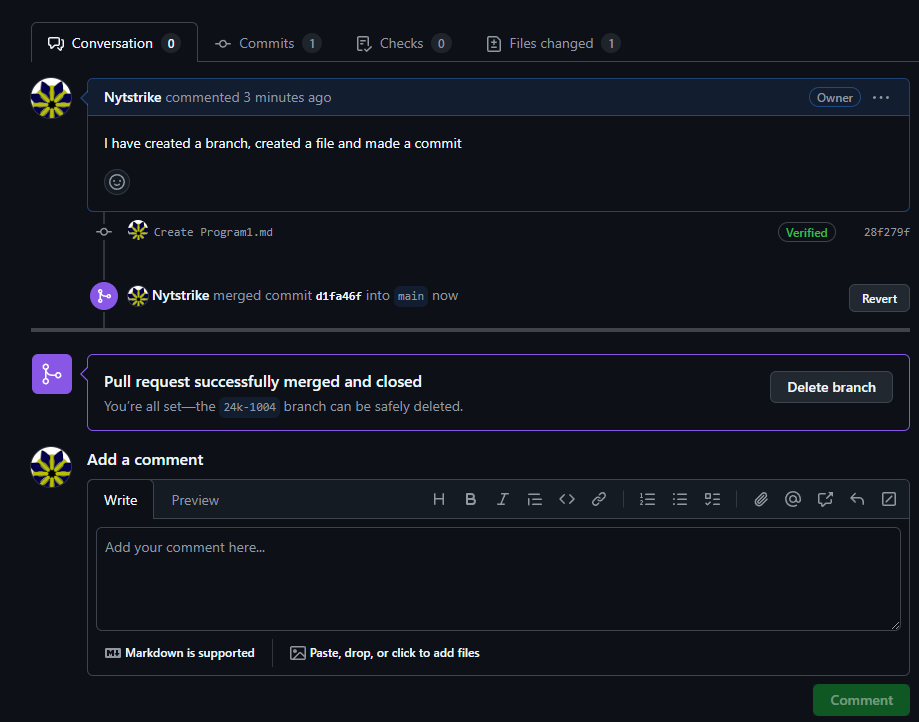 Conversation 0 Commits 1 Checks 0 Files changed 1
Nytstrike commented 3 minutes ago Owner
I have created a branch, created a file and made a commit
Create Program1.md Verified 28f279f
Nytstrike merged commit d1fa46f into main now Revert
Pull request successfully merged and closed
You're all set—the 24k-1004 branch can be safely deleted.
Delete branch
Add a comment
Write Preview
Add your comment here...
Markdown is supported Paste, drop, or click to add files
Comment